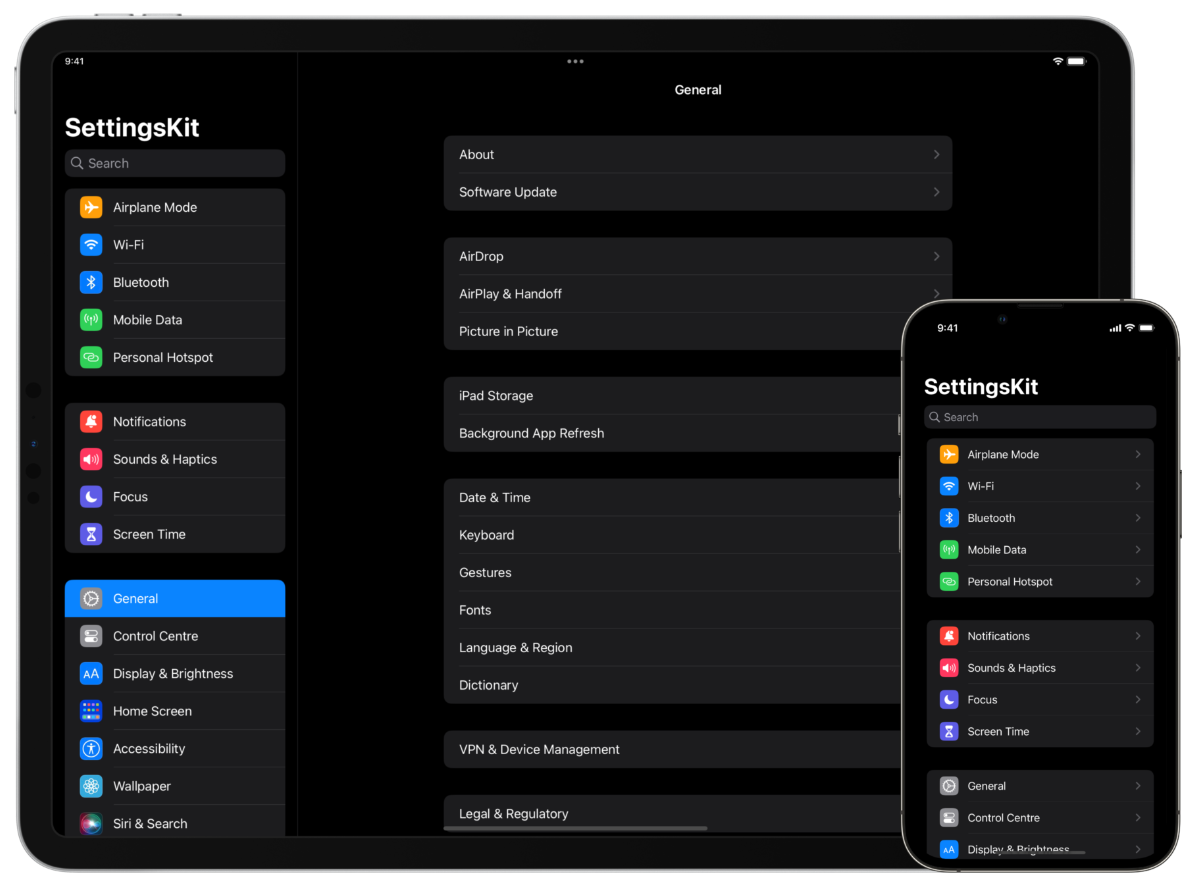 9:41
SettingsKit
Search
Airplane Mode
Wi-Fi
Bluetooth
Mobile Data
Personal Hotspot
Notifications
Sounds & Haptics
Focus
Screen Time
General
Control Centre
Display & Brightness
Home Screen
Accessibility
Wallpaper
Siri & Search
General
About
Software Update
AirDrop
AirPlay & Handoff
Picture in Picture
iPad Storage
Background App Refresh
Date & Time
Keyboard
Gestures
Fonts
Language & Region
Dictionary
VPN & Device Management
Legal & Regulatory
9:41
SettingsKit
Search
Airplane Mode
Wi-Fi
Bluetooth
Mobile Data
Personal Hotspot
Notifications
Sounds & Haptics
Focus
Screen Time
General
Control Centre
Display & Brightness